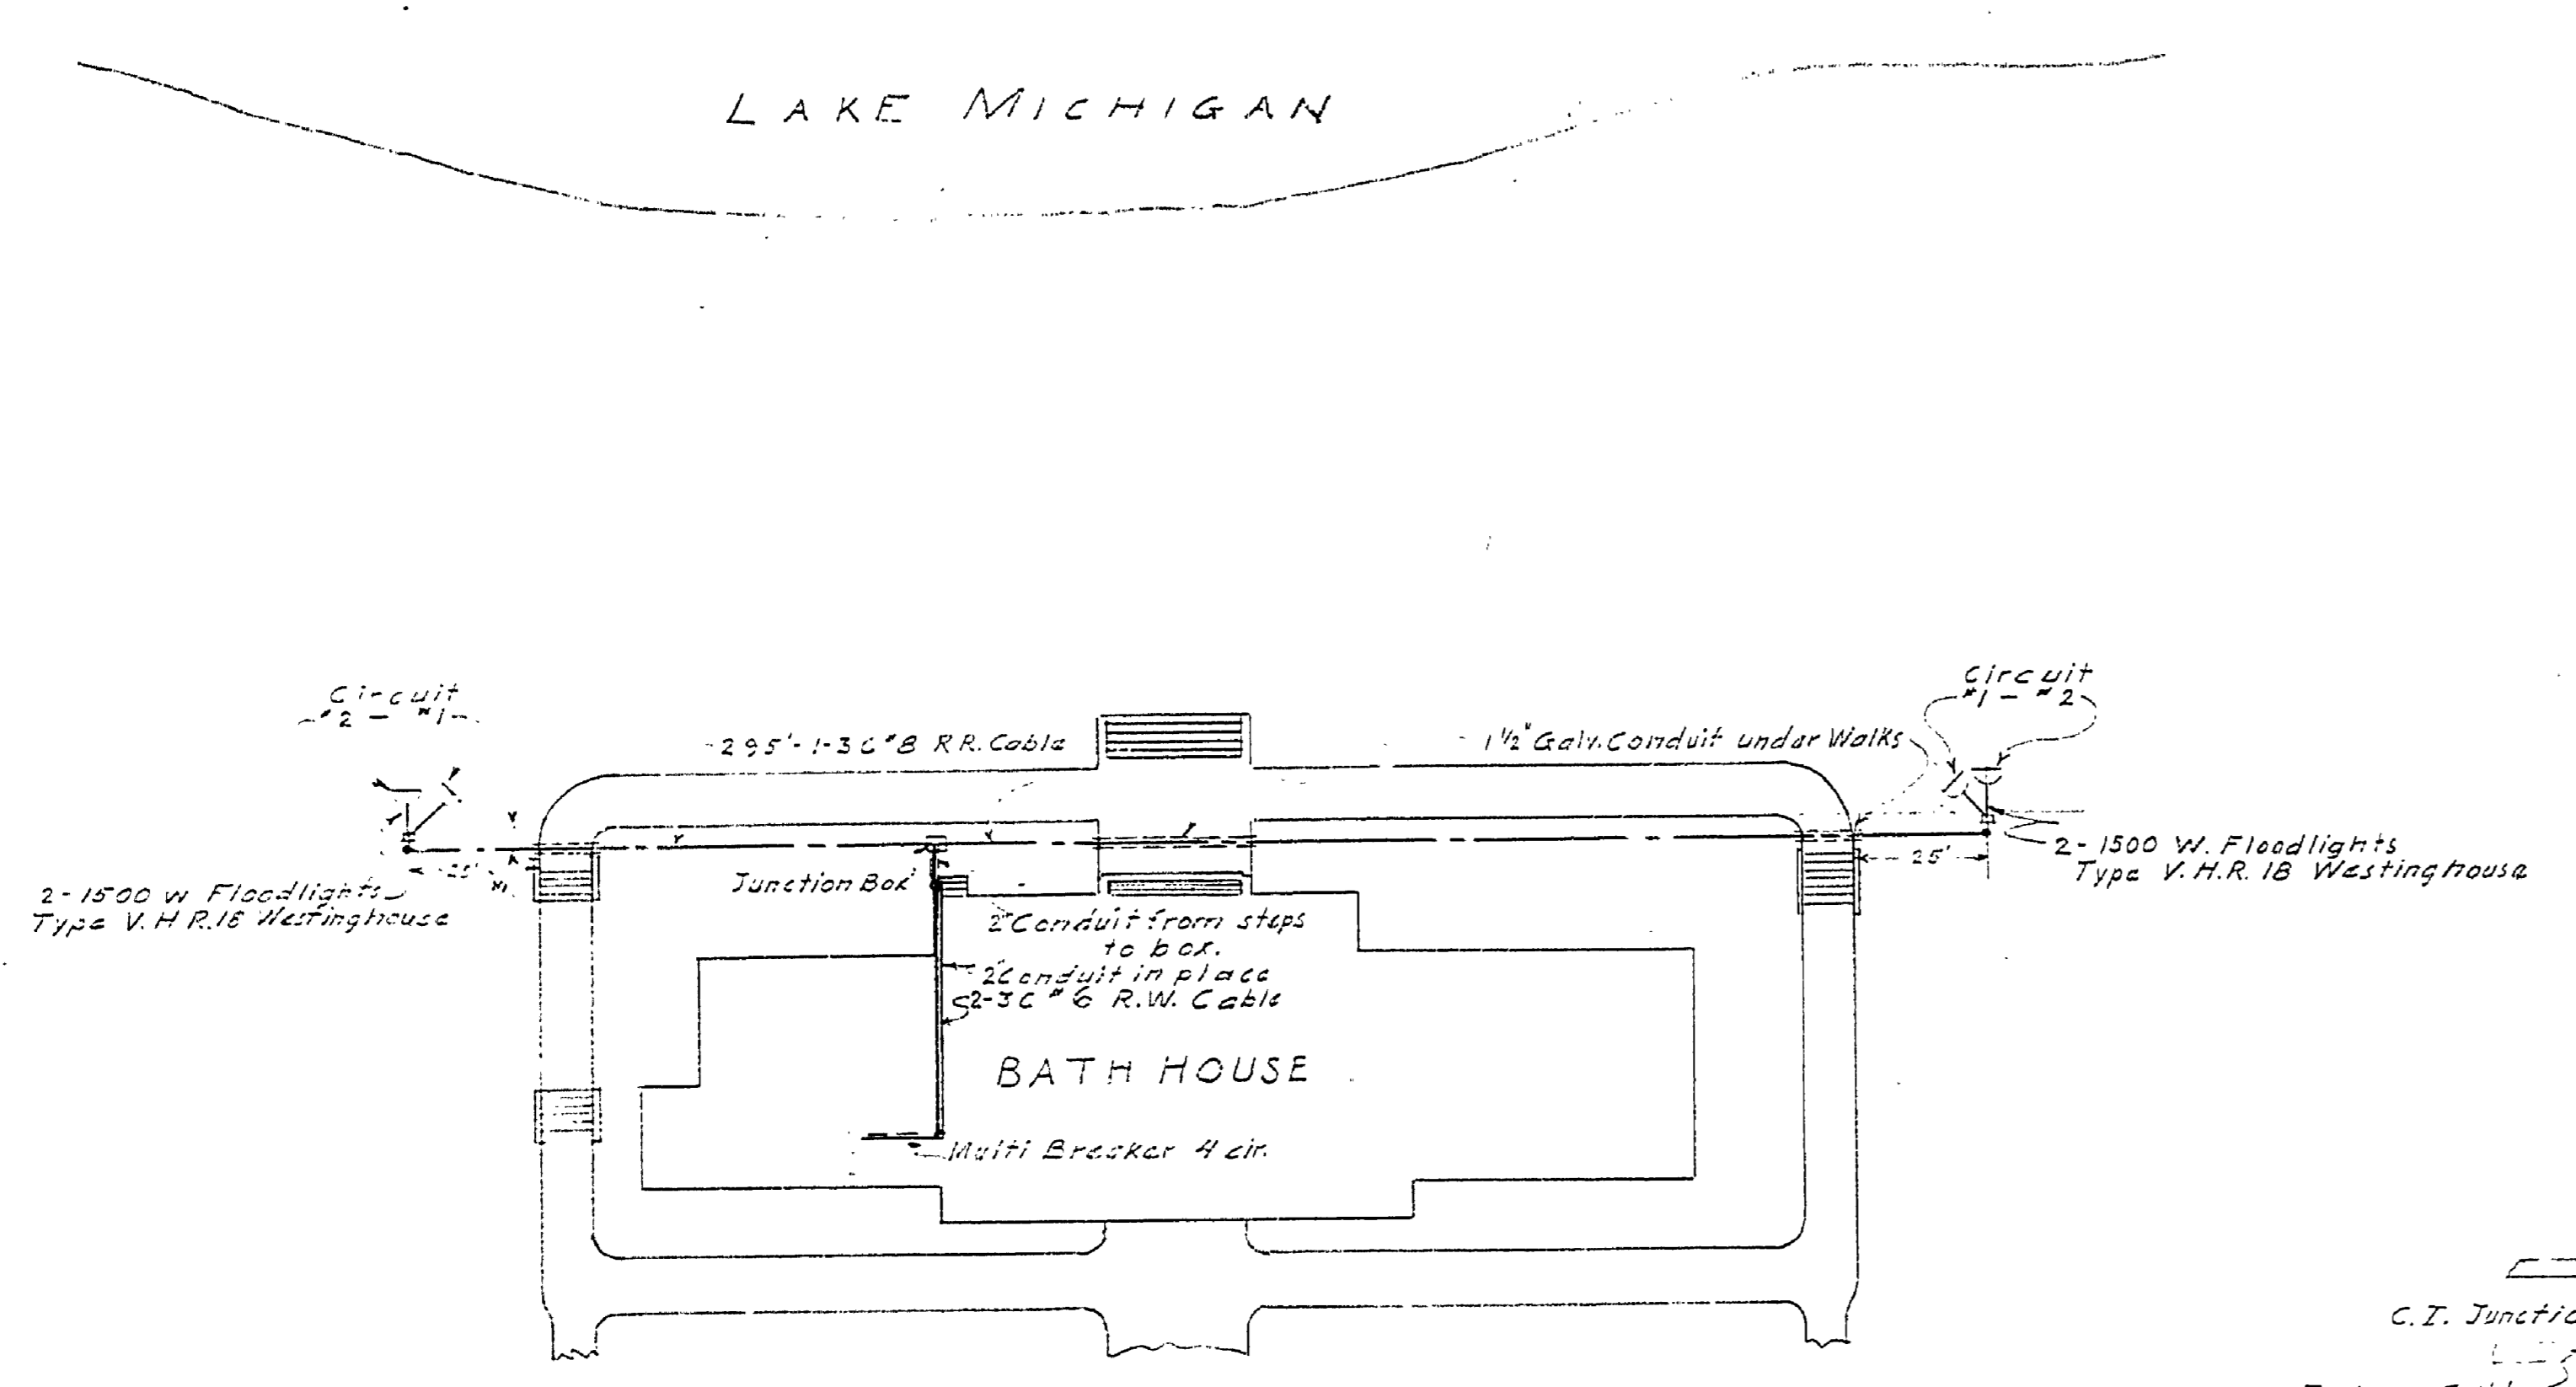 LAKE MICHIGAN
Circuit
#2 - #1
Circuit
#1 - #2
295'-1-3C #8 R.R. Cable
1½" Galv. Conduit under Walks
25'
25'
2-1500 W Floodlights
Type V.H.R.18 Westinghouse
Junction Box
2-1500 W. Floodlights
Type V.H.R. 18 Westinghouse
2" Conduit from steps
to box.
2" Conduit in place
2-3C #6 R.W. Cable
BATH HOUSE
Multi Breaker 4 cir.
C.I. Junctio